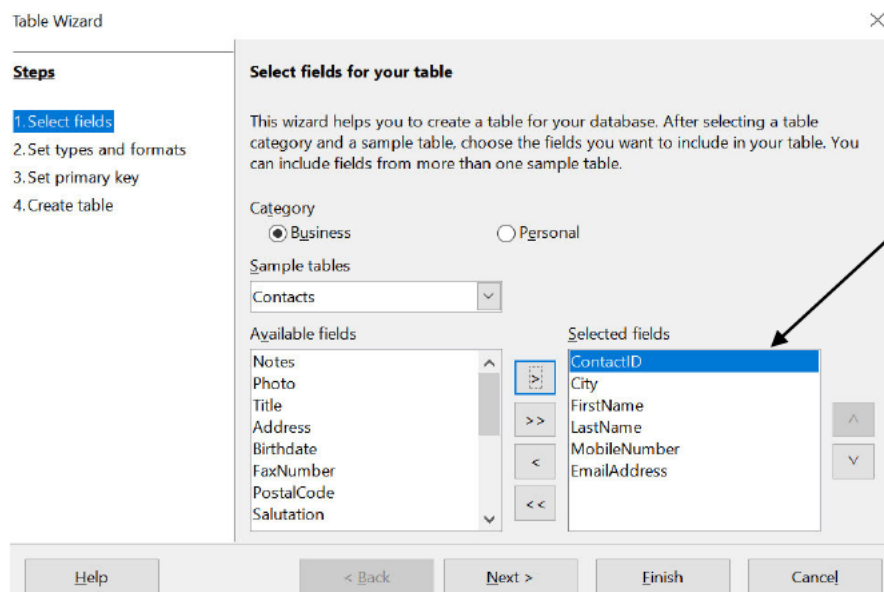 Table Wizard
Steps
1.Select fields
2.Set types and formats
3.Set primary key
4.Create table
Select fields for your table
This wizard helps you to create a table for your database. After selecting a table
category and a sample table, choose the fields you want to include in your table. You
can include fields from more than one sample table.
Category
Business
Personal
Sample tables
Contacts
Available fields
Notes
Photo
Title
Address
Birthdate
FaxNumber
PostalCode
Salutation
>
>>
<
<<
Selected fields
ContactID
City
FirstName
LastName
MobileNumber
EmailAddress
Help
< Back
Next >
Finish
Cancel